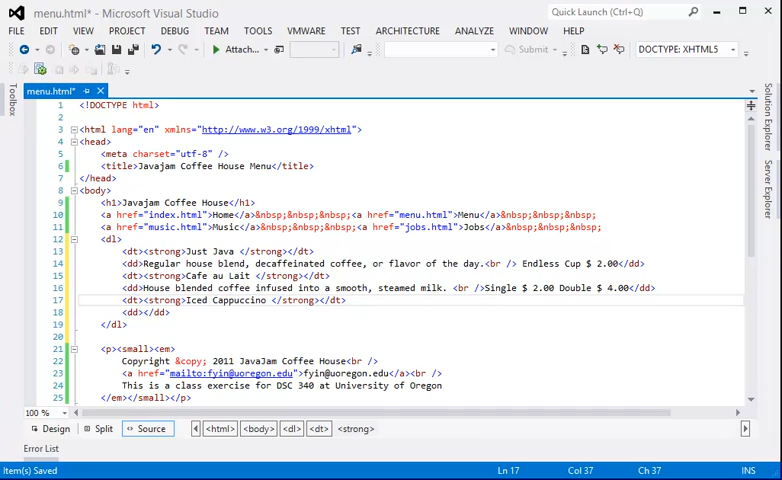 menu.html* - Microsoft Visual Studio
Quick Launch (Ctrl+Q)
FILE EDIT VIEW PROJECT DEBUG TEAM TOOLS VMWARE TEST ARCHITECTURE ANALYZE WINDOW HELP
Attach... Submit DOCTYPE: XHTML5
Toolbox
Solution Explorer
Server Explorer
menu.html*
1 <!DOCTYPE html>
2
3 <html lang="en" xmlns="http://www.w3.org/1999/xhtml">
4 <head>
5 <meta charset="utf-8" />
6 <title>Javajam Coffee House Menu</title>
7 </head>
8 <body>
9 <h1>Javajam Coffee House</h1>
10 <a href="index.html">Home</a>&nbsp;&nbsp;&nbsp;<a href="menu.html">Menu</a>&nbsp;&nbsp;&nbsp;
11 <a href="music.html">Music</a>&nbsp;&nbsp;&nbsp;<a href="jobs.html">Jobs</a>&nbsp;&nbsp;&nbsp;
12 <dl>
13 <dt><strong>Just Java </strong></dt>
14 <dd>Regular house blend, decaffeinated coffee, or flavor of the day.<br /> Endless Cup $ 2.00</dd>
15 <dt><strong>Cafe au Lait </strong></dt>
16 <dd>House blended coffee infused into a smooth, steamed milk. <br />Single $ 2.00 Double $ 4.00</dd>
17 <dt><strong>Iced Cappuccino </strong></dt>
18 <dd></dd>
19 </dl>
20
21 <p><small><em>
22 Copyright &copy; 2011 JavaJam Coffee House<br />
23 <a href="mailto:fyin@uoregon.edu">fyin@uoregon.edu</a><br />
24 This is a class exercise for DSC 340 at University of Oregon
25 </em></small></p>
100 %
Design Split Source <html> <body> <dl> <dt> <strong>
Error List
Item(s) Saved Ln 17 Col 37 Ch 37 INS